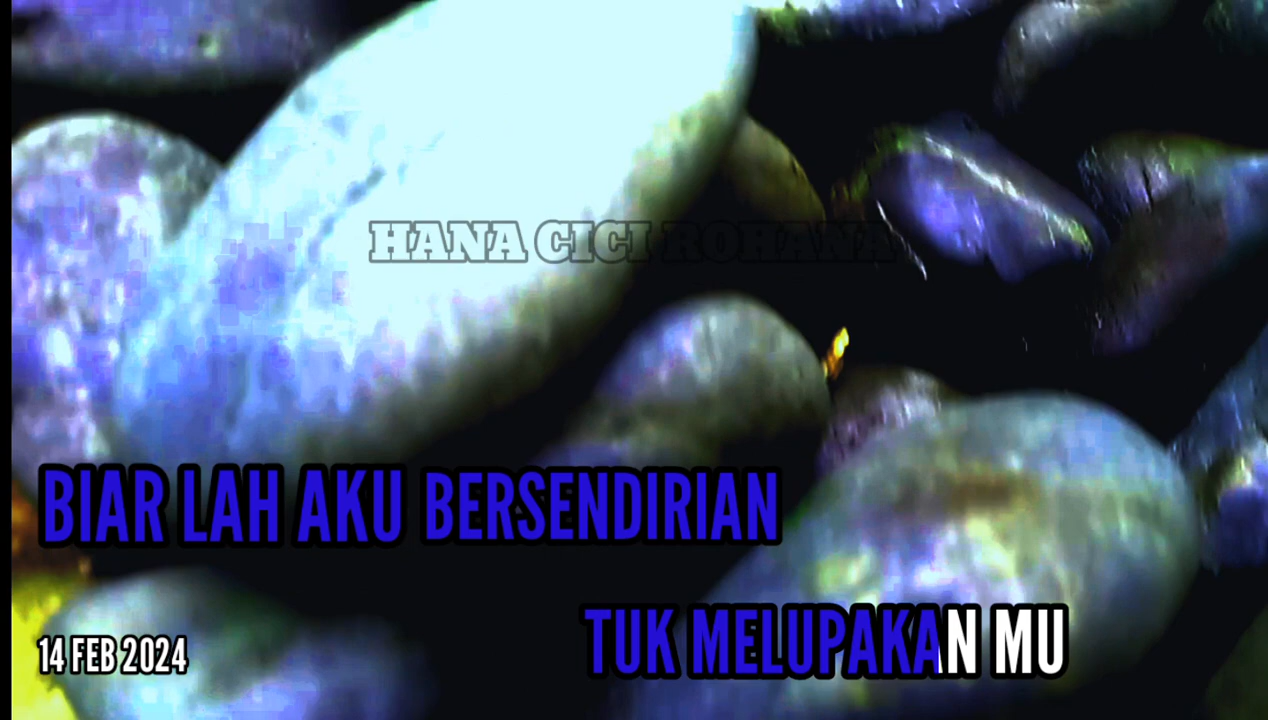 HANA CICI ROHANA
BIAR LAH AKU BERSENDIRIAN
TUK MELUPAKAN MU
14 FEB 2024